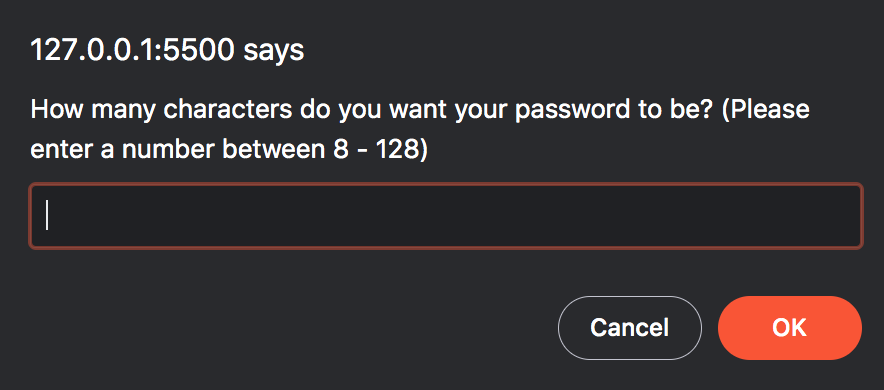 127.0.0.1:5500 says
How many characters do you want your password to be? (Please
enter a number between 8 - 128)
Cancel
OK